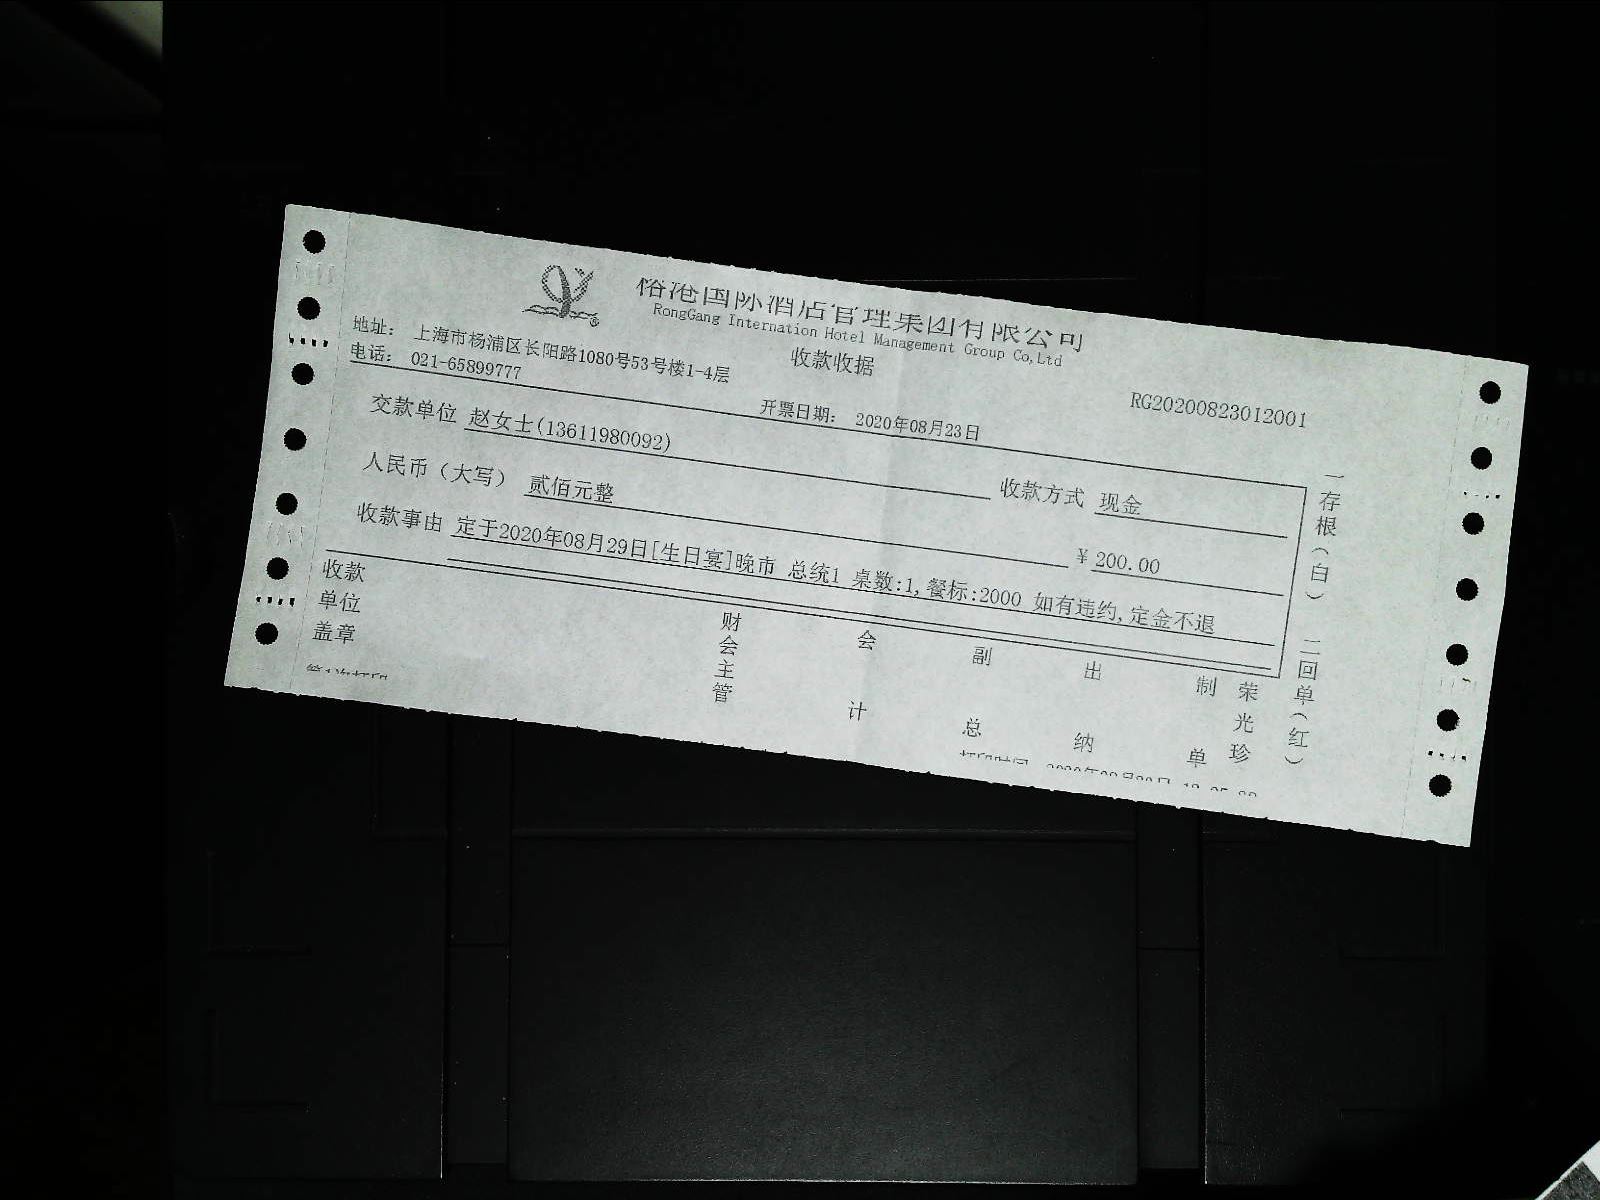 裕港国际酒店管理集团有限公司
RongGang Internation Hotel Management Group Co,Ltd
地址： 上海市杨浦区长阳路1080号53号楼1-4层
收款收据
电话： 021-65899777
开票日期： 2020年08月23日
RG20200823012001
交款单位 赵女士(13611980092)
收款方式 现金
人民币（大写） 贰佰元整
￥200.00
收款事由 定于2020年08月29日[生日宴]晚市 总统1 桌数:1,餐标:2000 如有违约,定金不退
收款单位盖章
财会主管
会计
副总
出纳
制单
荣光珍
一存根（白） 二回单（红）